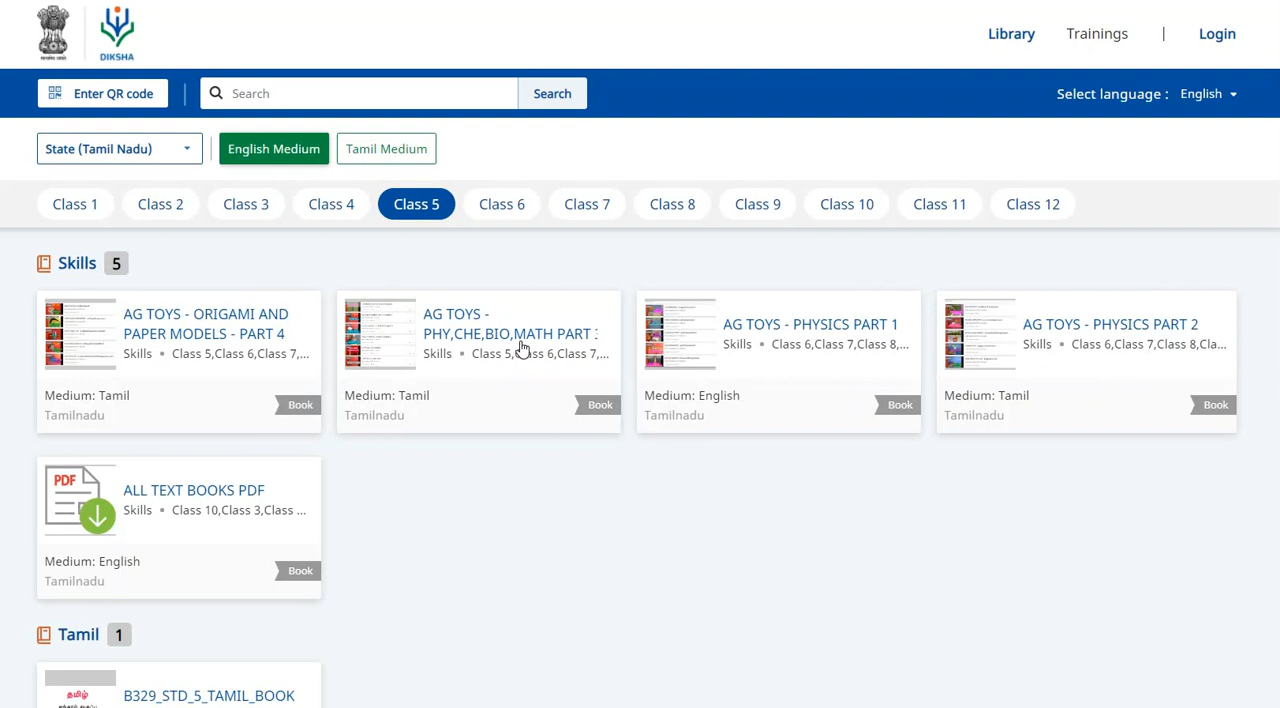 DIKSHA
Library
Trainings
|
Login
Enter QR code
Search
Search
Select language :
English
State (Tamil Nadu)
English Medium
Tamil Medium
Class 1
Class 2
Class 3
Class 4
Class 5
Class 6
Class 7
Class 8
Class 9
Class 10
Class 11
Class 12
Skills 5
AG TOYS - ORIGAMI AND
PAPER MODELS - PART 4
Skills • Class 5,Class 6,Class 7,...
Medium: Tamil
Tamilnadu
Book
AG TOYS -
PHY,CHE,BIO,MATH PART
Skills • Class 5,Class 6,Class 7,...
Medium: Tamil
Tamilnadu
Book
AG TOYS - PHYSICS PART 1
Skills • Class 6,Class 7,Class 8,...
Medium: English
Tamilnadu
Book
AG TOYS - PHYSICS PART 2
Skills • Class 6,Class 7,Class 8,Cla...
Medium: Tamil
Tamilnadu
Book
PDF
ALL TEXT BOOKS PDF
Skills • Class 10,Class 3,Class ...
Medium: English
Tamilnadu
Book
Tamil 1
தமிழ்
B329_STD_5_TAMIL_BOOK